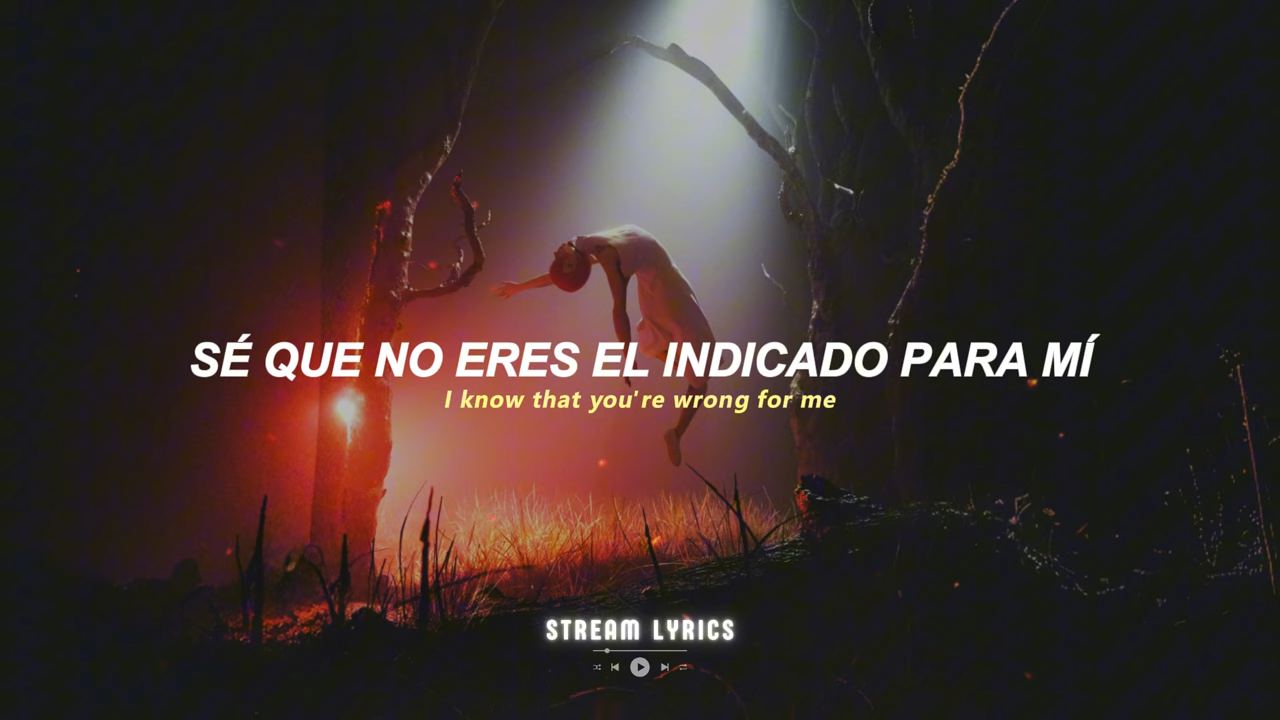 SÉ QUE NO ERES EL INDICADO PARA MÍ
I know that you're wrong for me
STREAM LYRICS